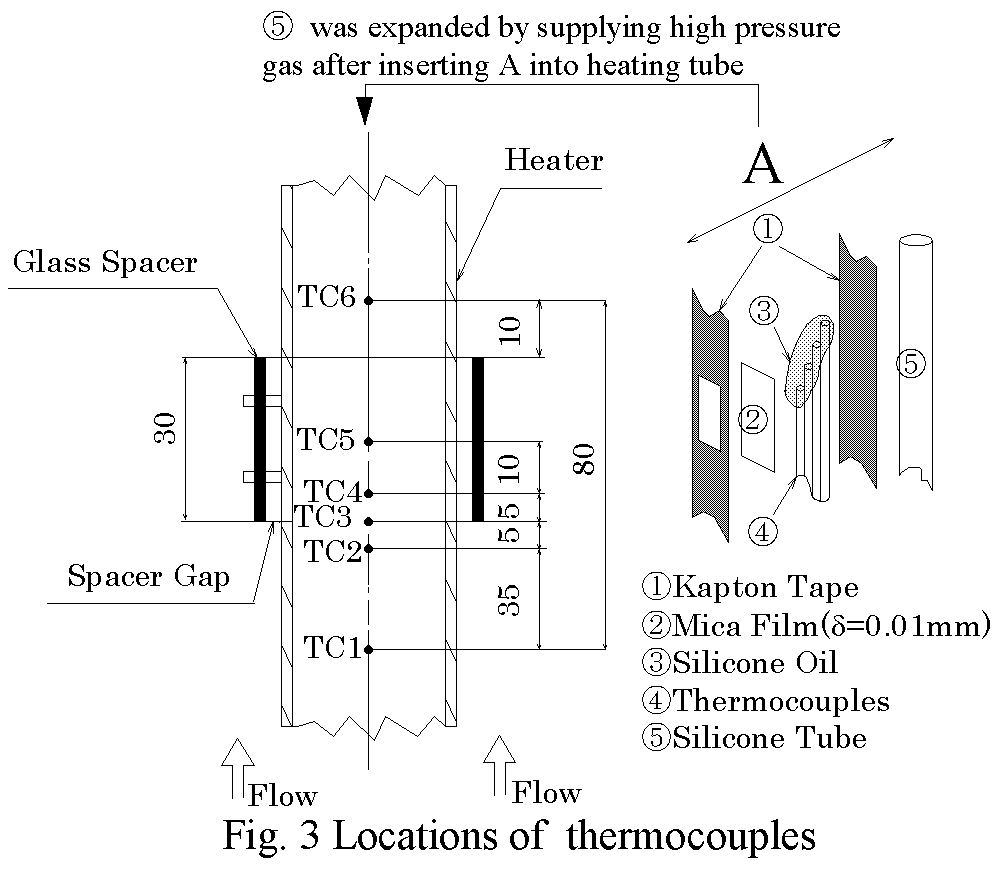 ⑤ was expanded by supplying high pressure
gas after inserting A into heating tube
A
Heater
Glass Spacer
①
TC6
10
③
⑤
30
②
TC5
80
10
TC4
5
TC3
5
④
TC2
Spacer Gap
35
TC1
①Kapton Tape
②Mica Film(δ=0.01mm)
③Silicone Oil
④Thermocouples
⑤Silicone Tube
Flow
Flow
Fig. 3 Locations of thermocouples